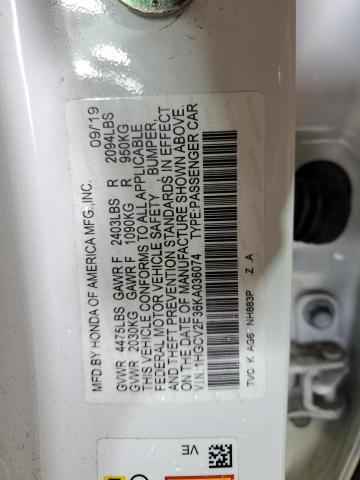 MFD.BY HONDA OF AMERICA MFG.,INC. 09/19
GVWR 4475LBS GAWR F 2403LBS R 2094LBS
GVWR 2030KG GAWR F 1090KG R 950KG
THIS VEHICLE CONFORMS TO ALL APPLICABLE
FEDERAL MOTOR VEHICLE SAFETY BUMPER,
AND THEFT PREVENTION STANDARDS IN EFFECT
ON THE DATE OF MANUFACTURE SHOWN ABOVE.
VIN:1HGCV2F36KA036074 TYPE:PASSENGER CAR
TVC K AG6 NH883P Z A
VE